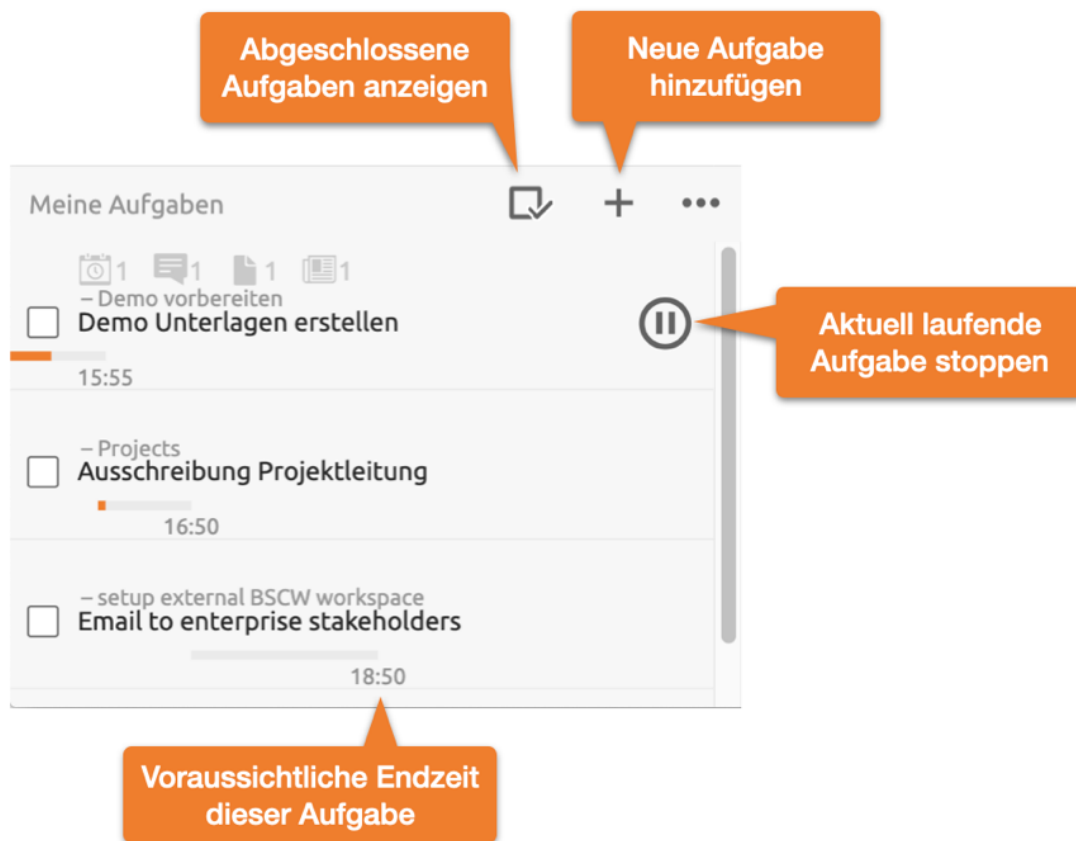 Abgeschlossene
Aufgaben anzeigen
Neue Aufgabe
hinzufügen
Meine Aufgaben
1 1 1 1
– Demo vorbereiten
Demo Unterlagen erstellen
15:55
Aktuell laufende
Aufgabe stoppen
– Projects
Ausschreibung Projektleitung
16:50
– setup external BSCW workspace
Email to enterprise stakeholders
18:50
Voraussichtliche Endzeit
dieser Aufgabe